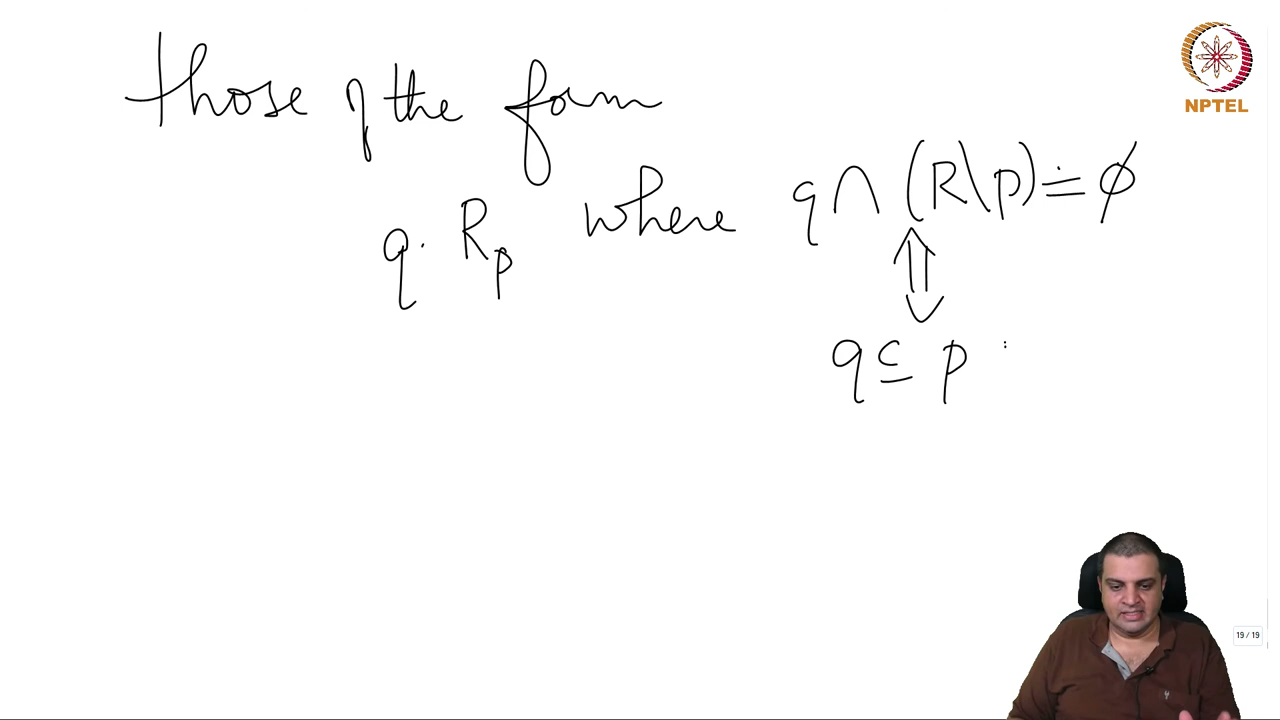 those of the form
q · R_p where q ∩ (R\p) = ∅
⇕
q ⊆ p
NPTEL
19 / 19